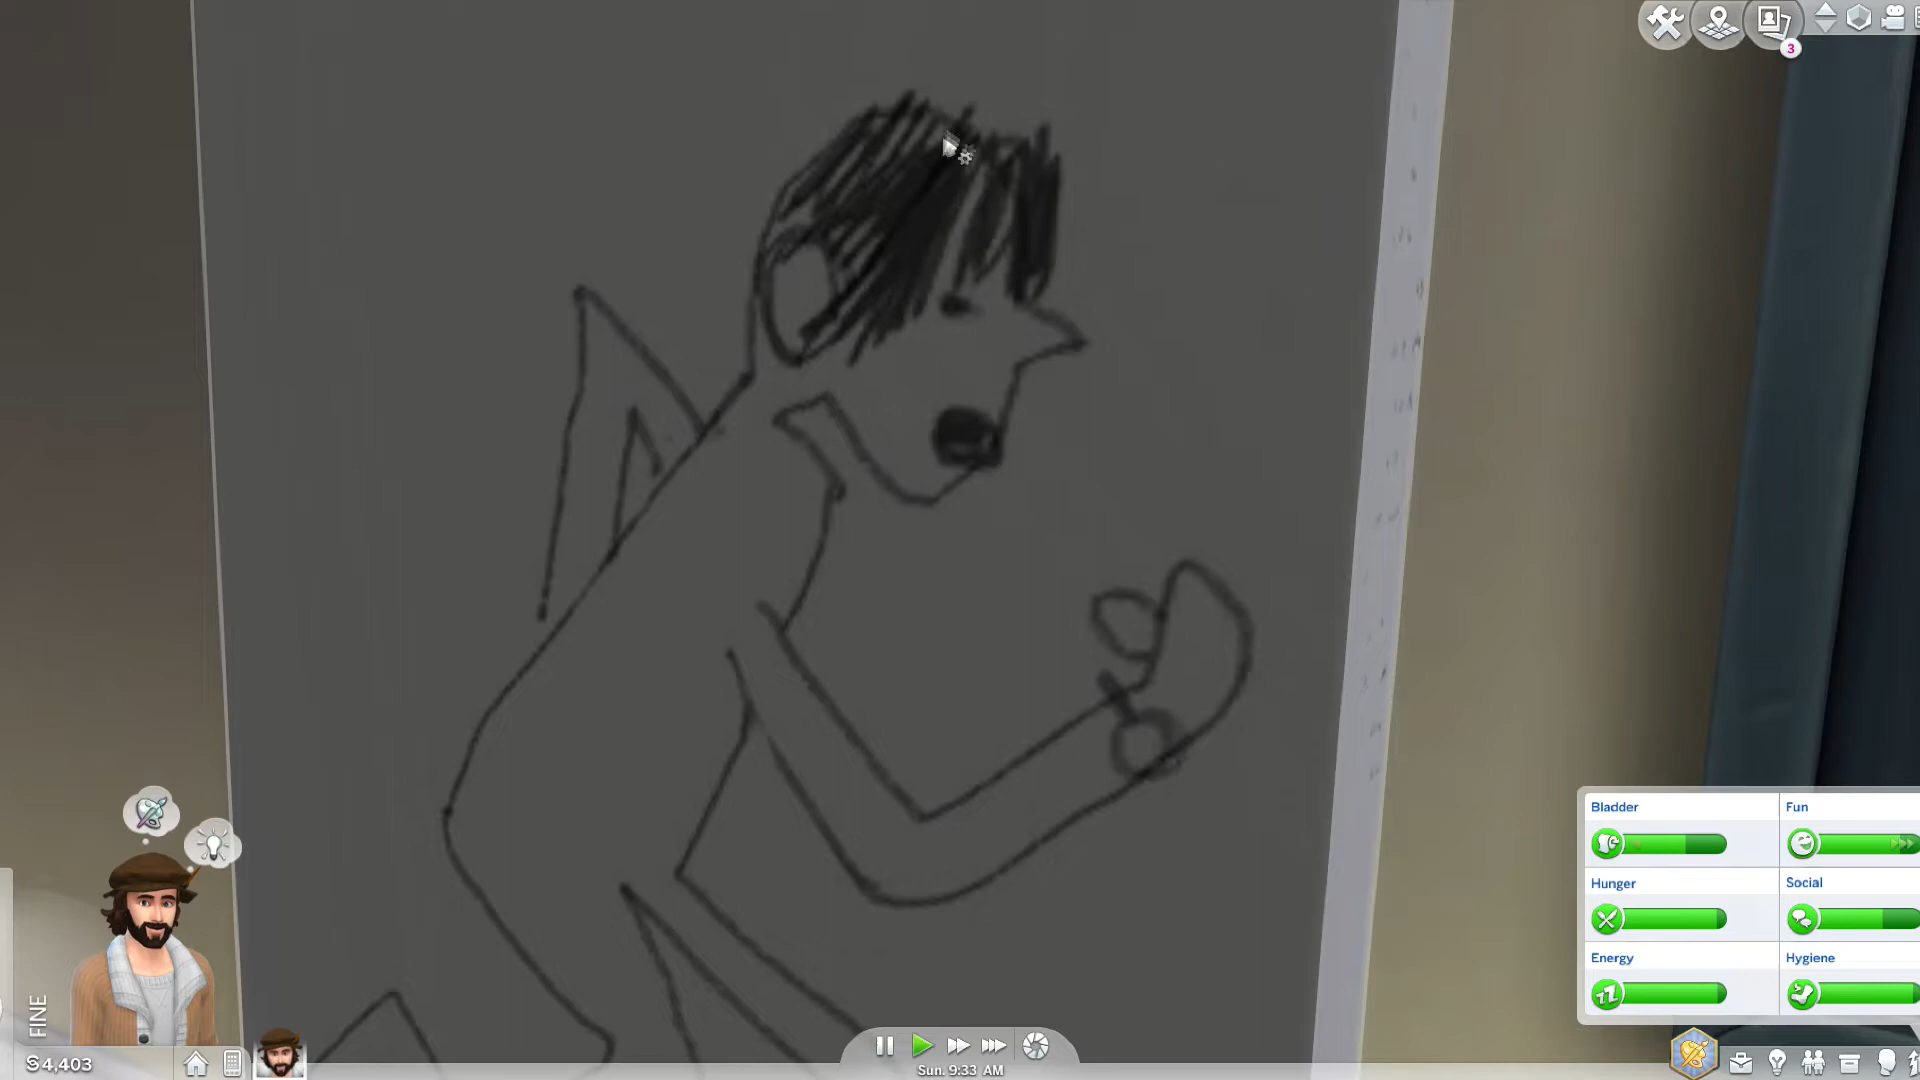 3
Bladder
Fun
Hunger
Social
Energy
Hygiene
FINE
§4,403
Sun. 9:33 AM